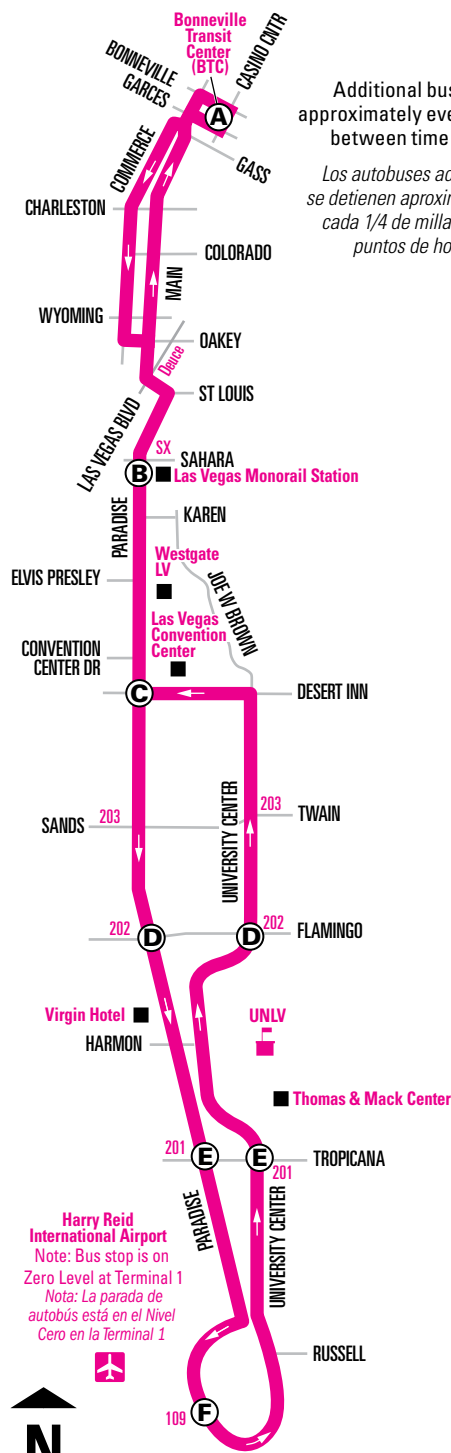 Bonneville
Transit
Center
(BTC)
CASINO CNTR
BONNEVILLE
GARCES
A
GASS
COMMERCE
Additional bus
approximately eve
between time
Los autobuses ad
se detienen aproxim
cada 1/4 de milla
puntos de ho
CHARLESTON
COLORADO
MAIN
WYOMING
OAKEY
Deuce
ST LOUIS
LAS VEGAS BLVD
SX
SAHARA
B
Las Vegas Monorail Station
PARADISE
KAREN
Westgate
LV
ELVIS PRESLEY
JOE W BROWN
Las Vegas
Convention
Center
CONVENTION
CENTER DR
C
DESERT INN
UNIVERSITY CENTER
203
203
SANDS
TWAIN
202
D
D
202
FLAMINGO
Virgin Hotel
UNLV
HARMON
Thomas & Mack Center
201
E
E
201
TROPICANA
PARADISE
UNIVERSITY CENTER
Harry Reid
International Airport
Note: Bus stop is on
Zero Level at Terminal 1
Nota: La parada de
autobús está en el Nivel
Cero en la Terminal 1
RUSSELL
109
F
N